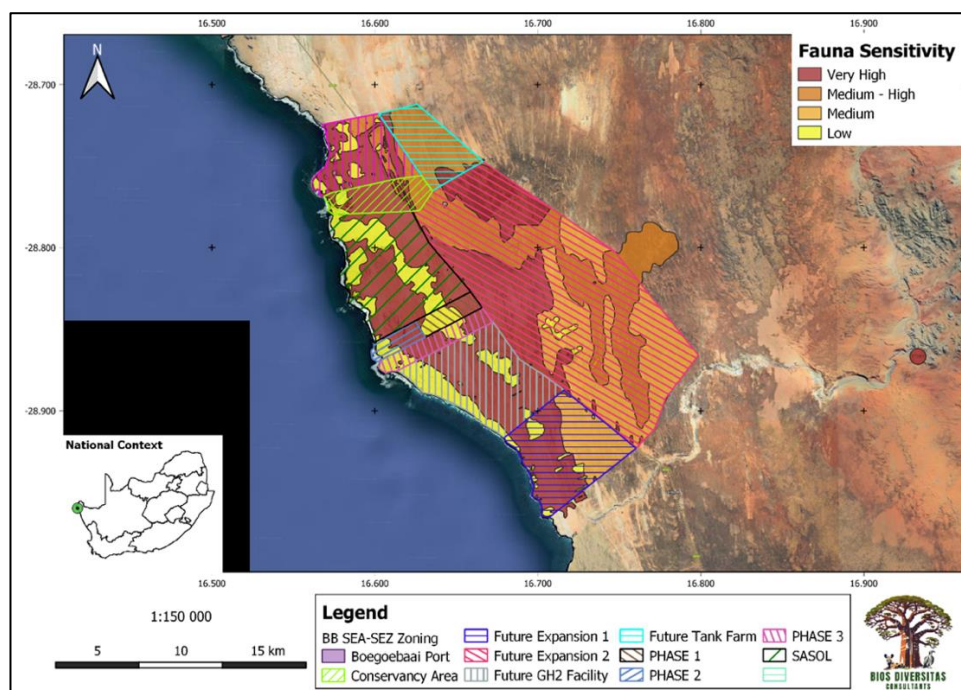 16.500 16.600 16.700 16.800 16.900
N
-28.700
-28.800
-28.900
Fauna Sensitivity
Very High
Medium - High
Medium
Low
National Context
16.500 16.600 16.700 16.800 16.900
1:150 000
5 10 15 km
Legend
BB SEA-SEZ Zoning
Boegoebaai Port
Conservancy Area
Future Expansion 1
Future Expansion 2
Future GH2 Facility
Future Tank Farm
PHASE 1
PHASE 2
PHASE 3
SASOL
BIOS DIVERSITAS
CONSULTANTS